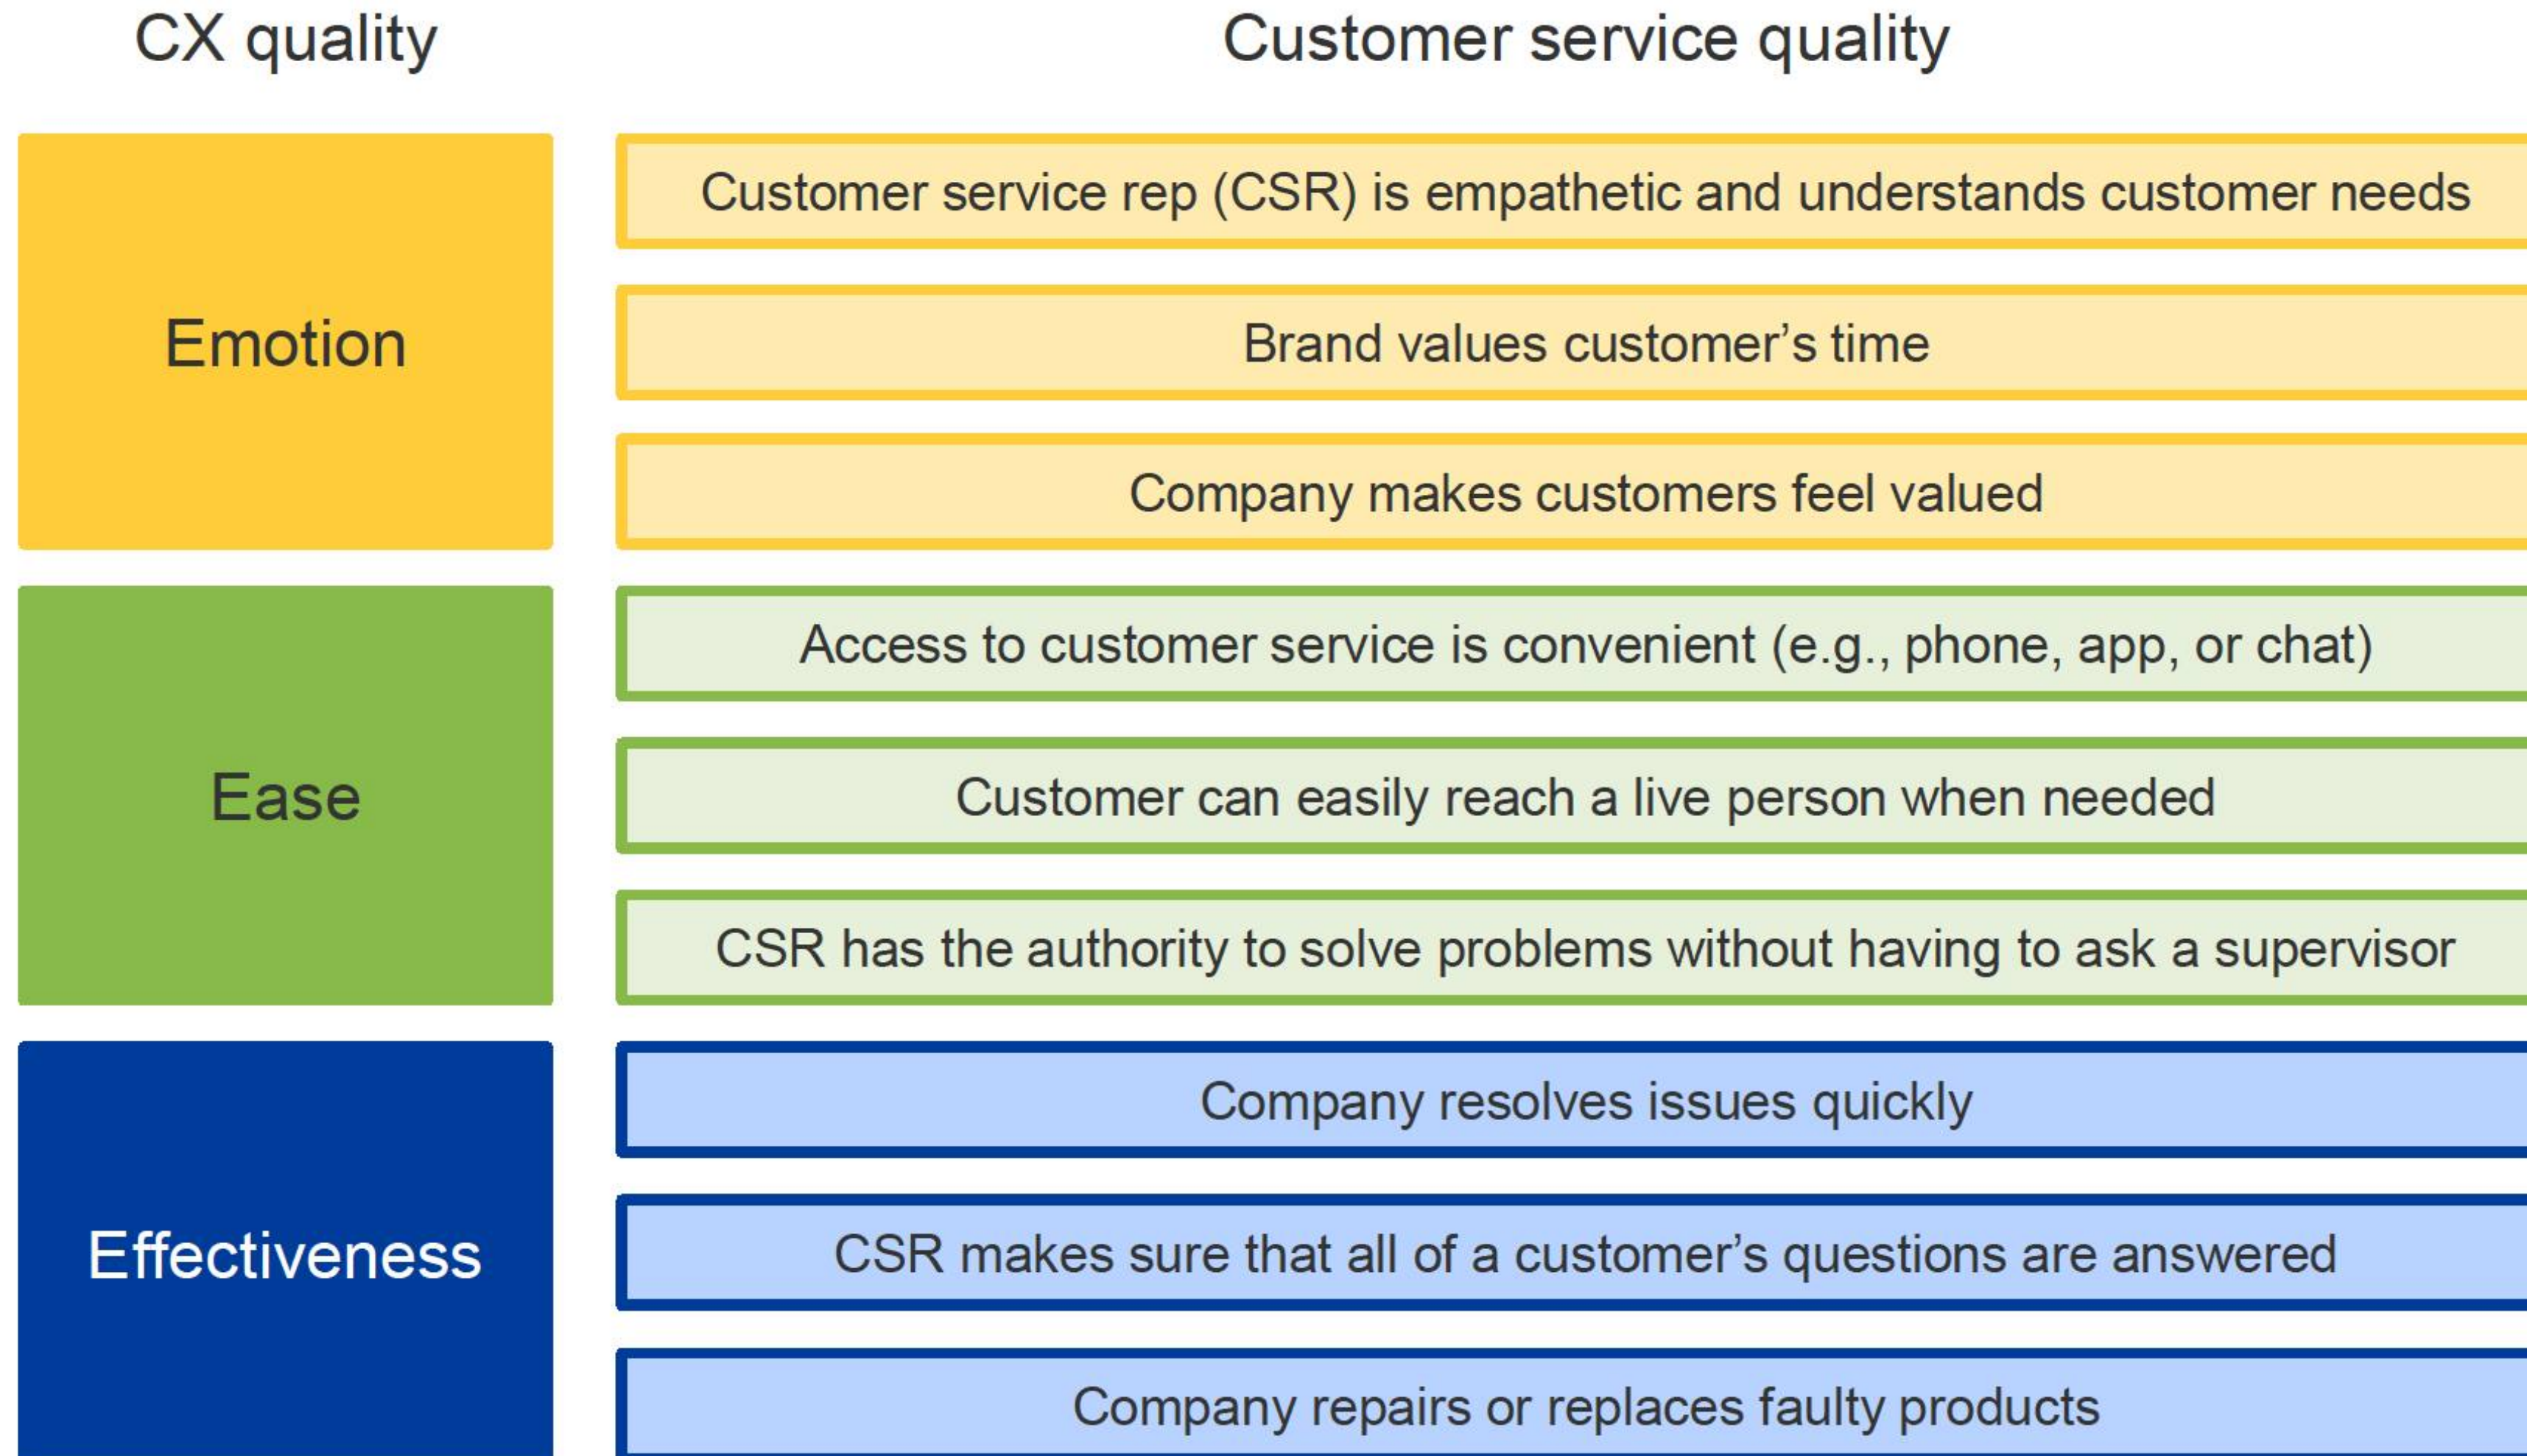 CX quality
Customer service quality
Emotion
Customer service rep (CSR) is empathetic and understands customer needs
Brand values customer’s time
Company makes customers feel valued
Ease
Access to customer service is convenient (e.g., phone, app, or chat)
Customer can easily reach a live person when needed
CSR has the authority to solve problems without having to ask a supervisor
Effectiveness
Company resolves issues quickly
CSR makes sure that all of a customer’s questions are answered
Company repairs or replaces faulty products